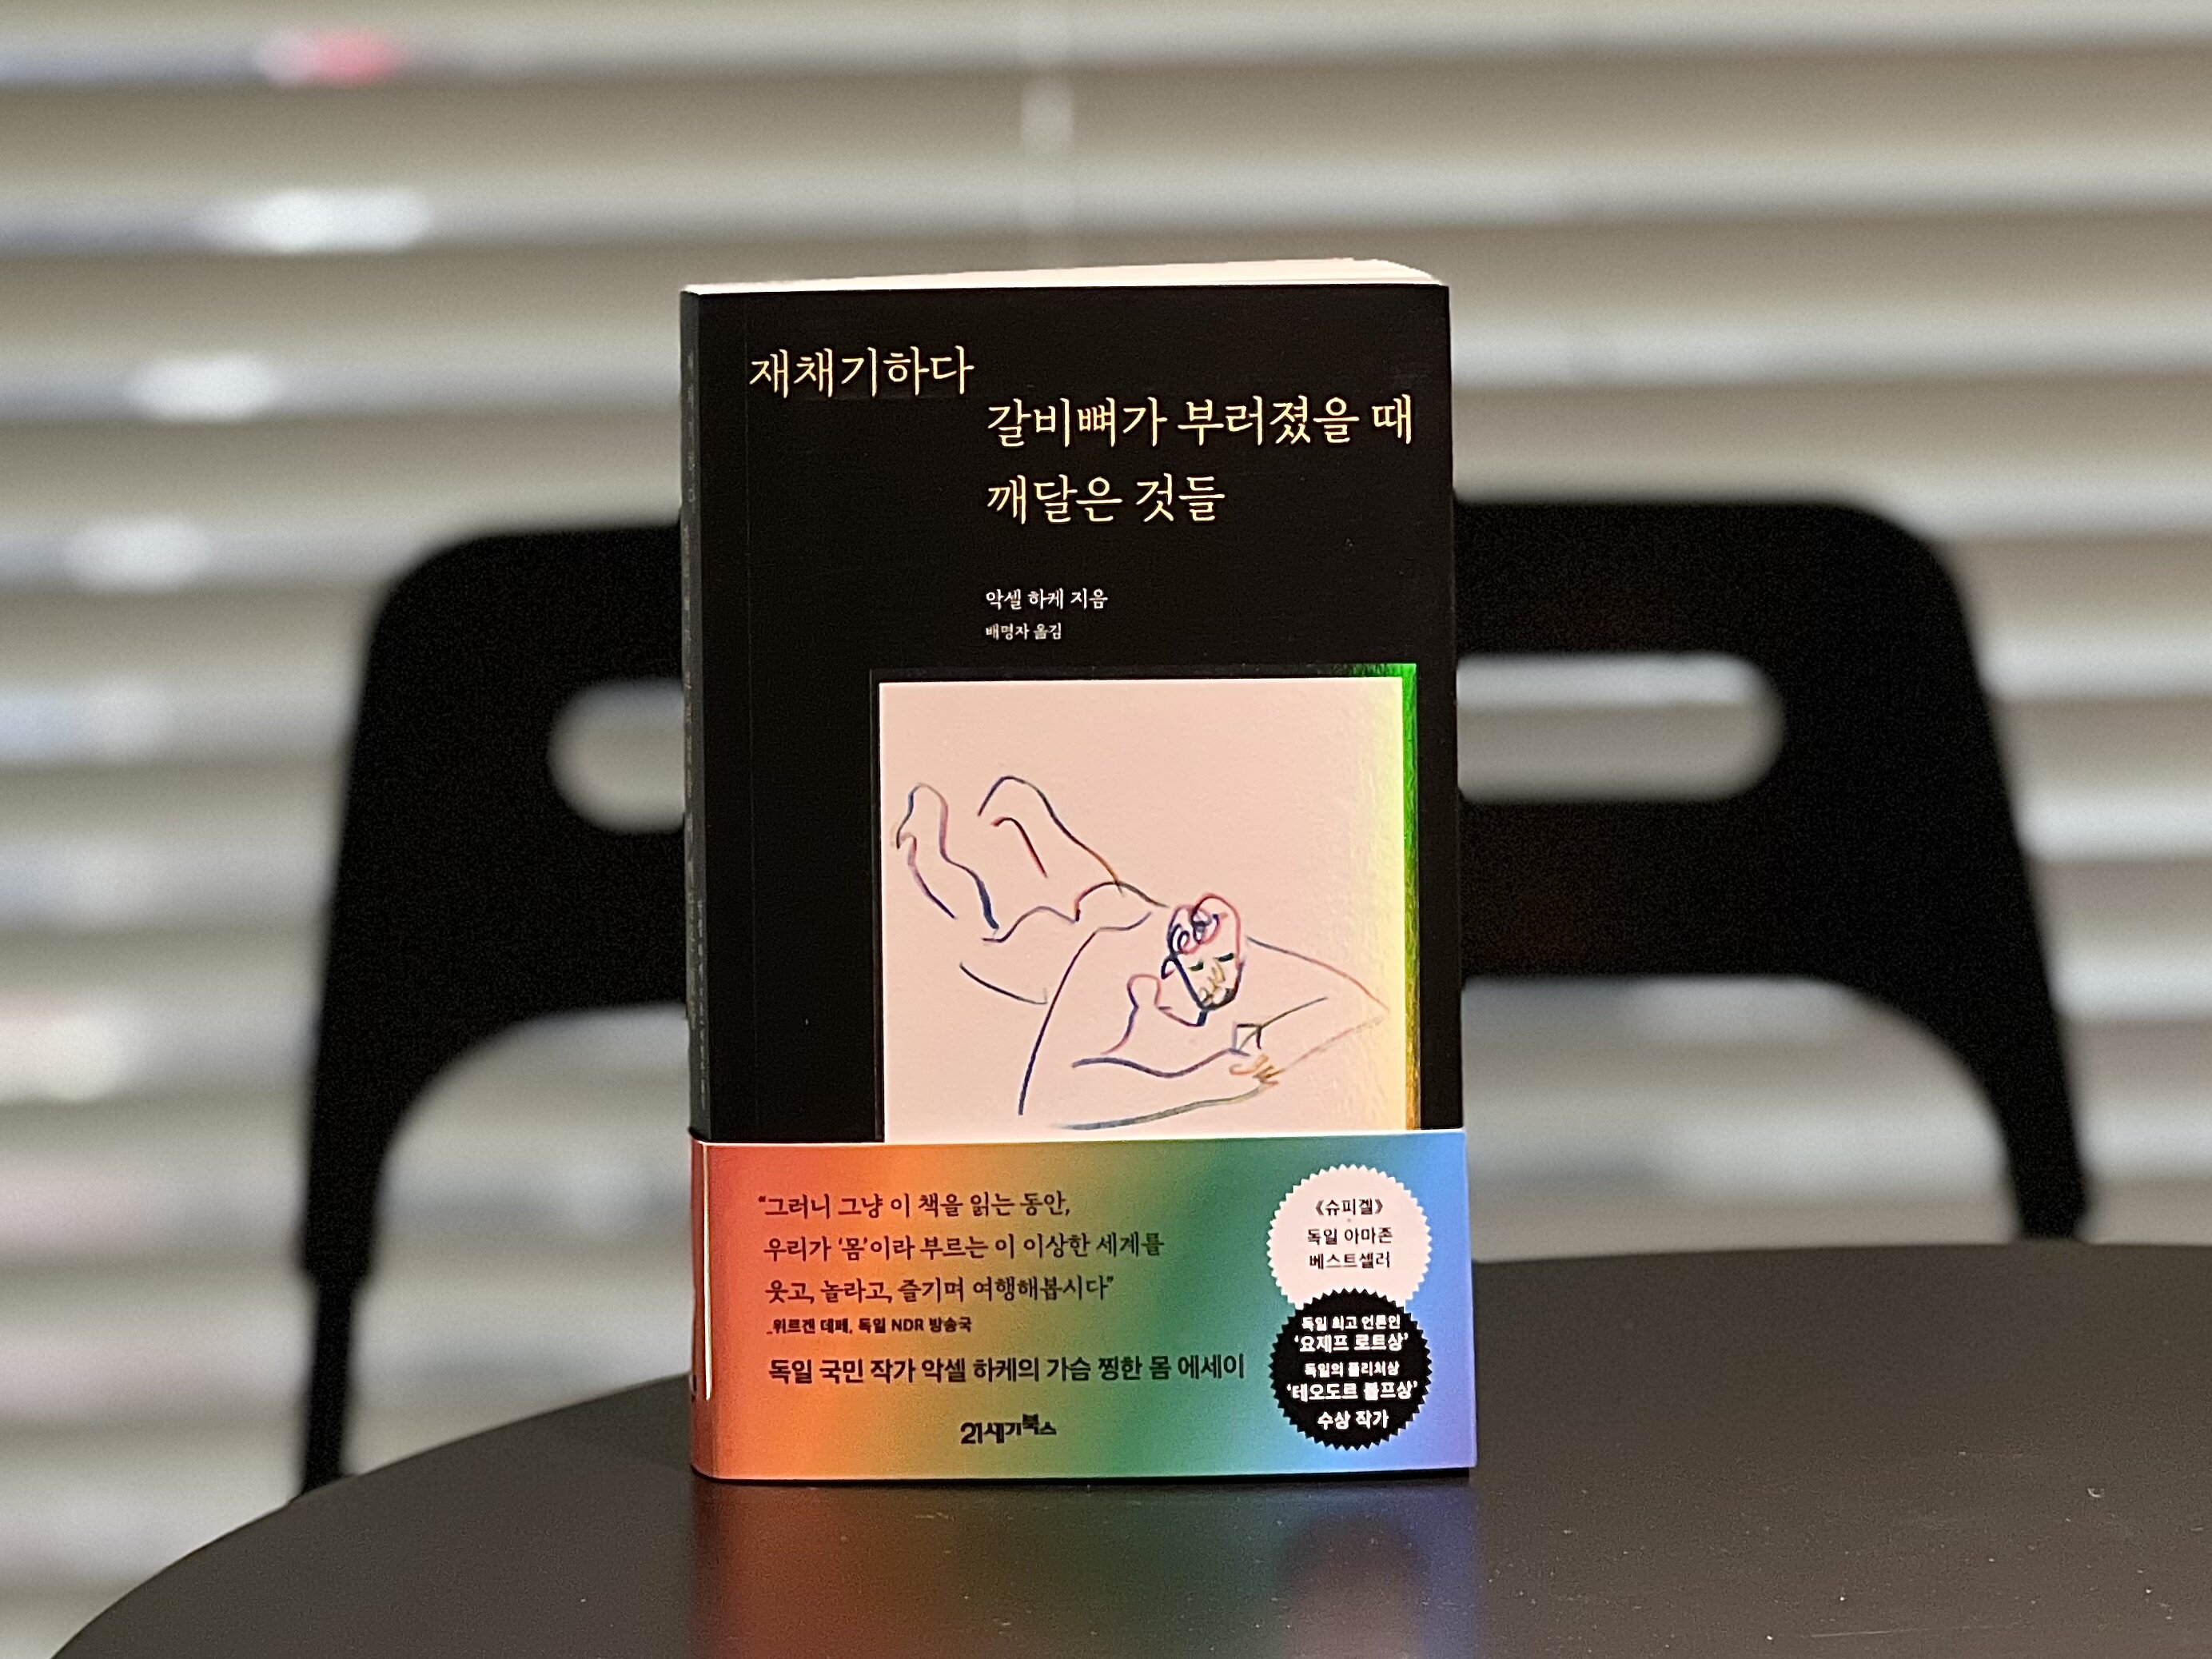 재채기하다
갈비뼈가 부러졌을 때
깨달은 것들
악셀 하케 지음
배명자 옮김
“그러니 그냥 이 책을 읽는 동안,
우리가 ‘몸’이라 부르는 이 이상한 세계를
웃고, 놀라고, 즐기며 여행해봅시다”
_위르겐 데페, 독일 NDR 방송국
독일 국민 작가 악셀 하케의 가슴 찡한 몸 에세이
21세기북스
《슈피겔》
독일 아마존
베스트셀러
독일 최고 언론인
‘요제프 로트상’
독일의 퓰리처상
‘테오도르 볼프상’
수상 작가